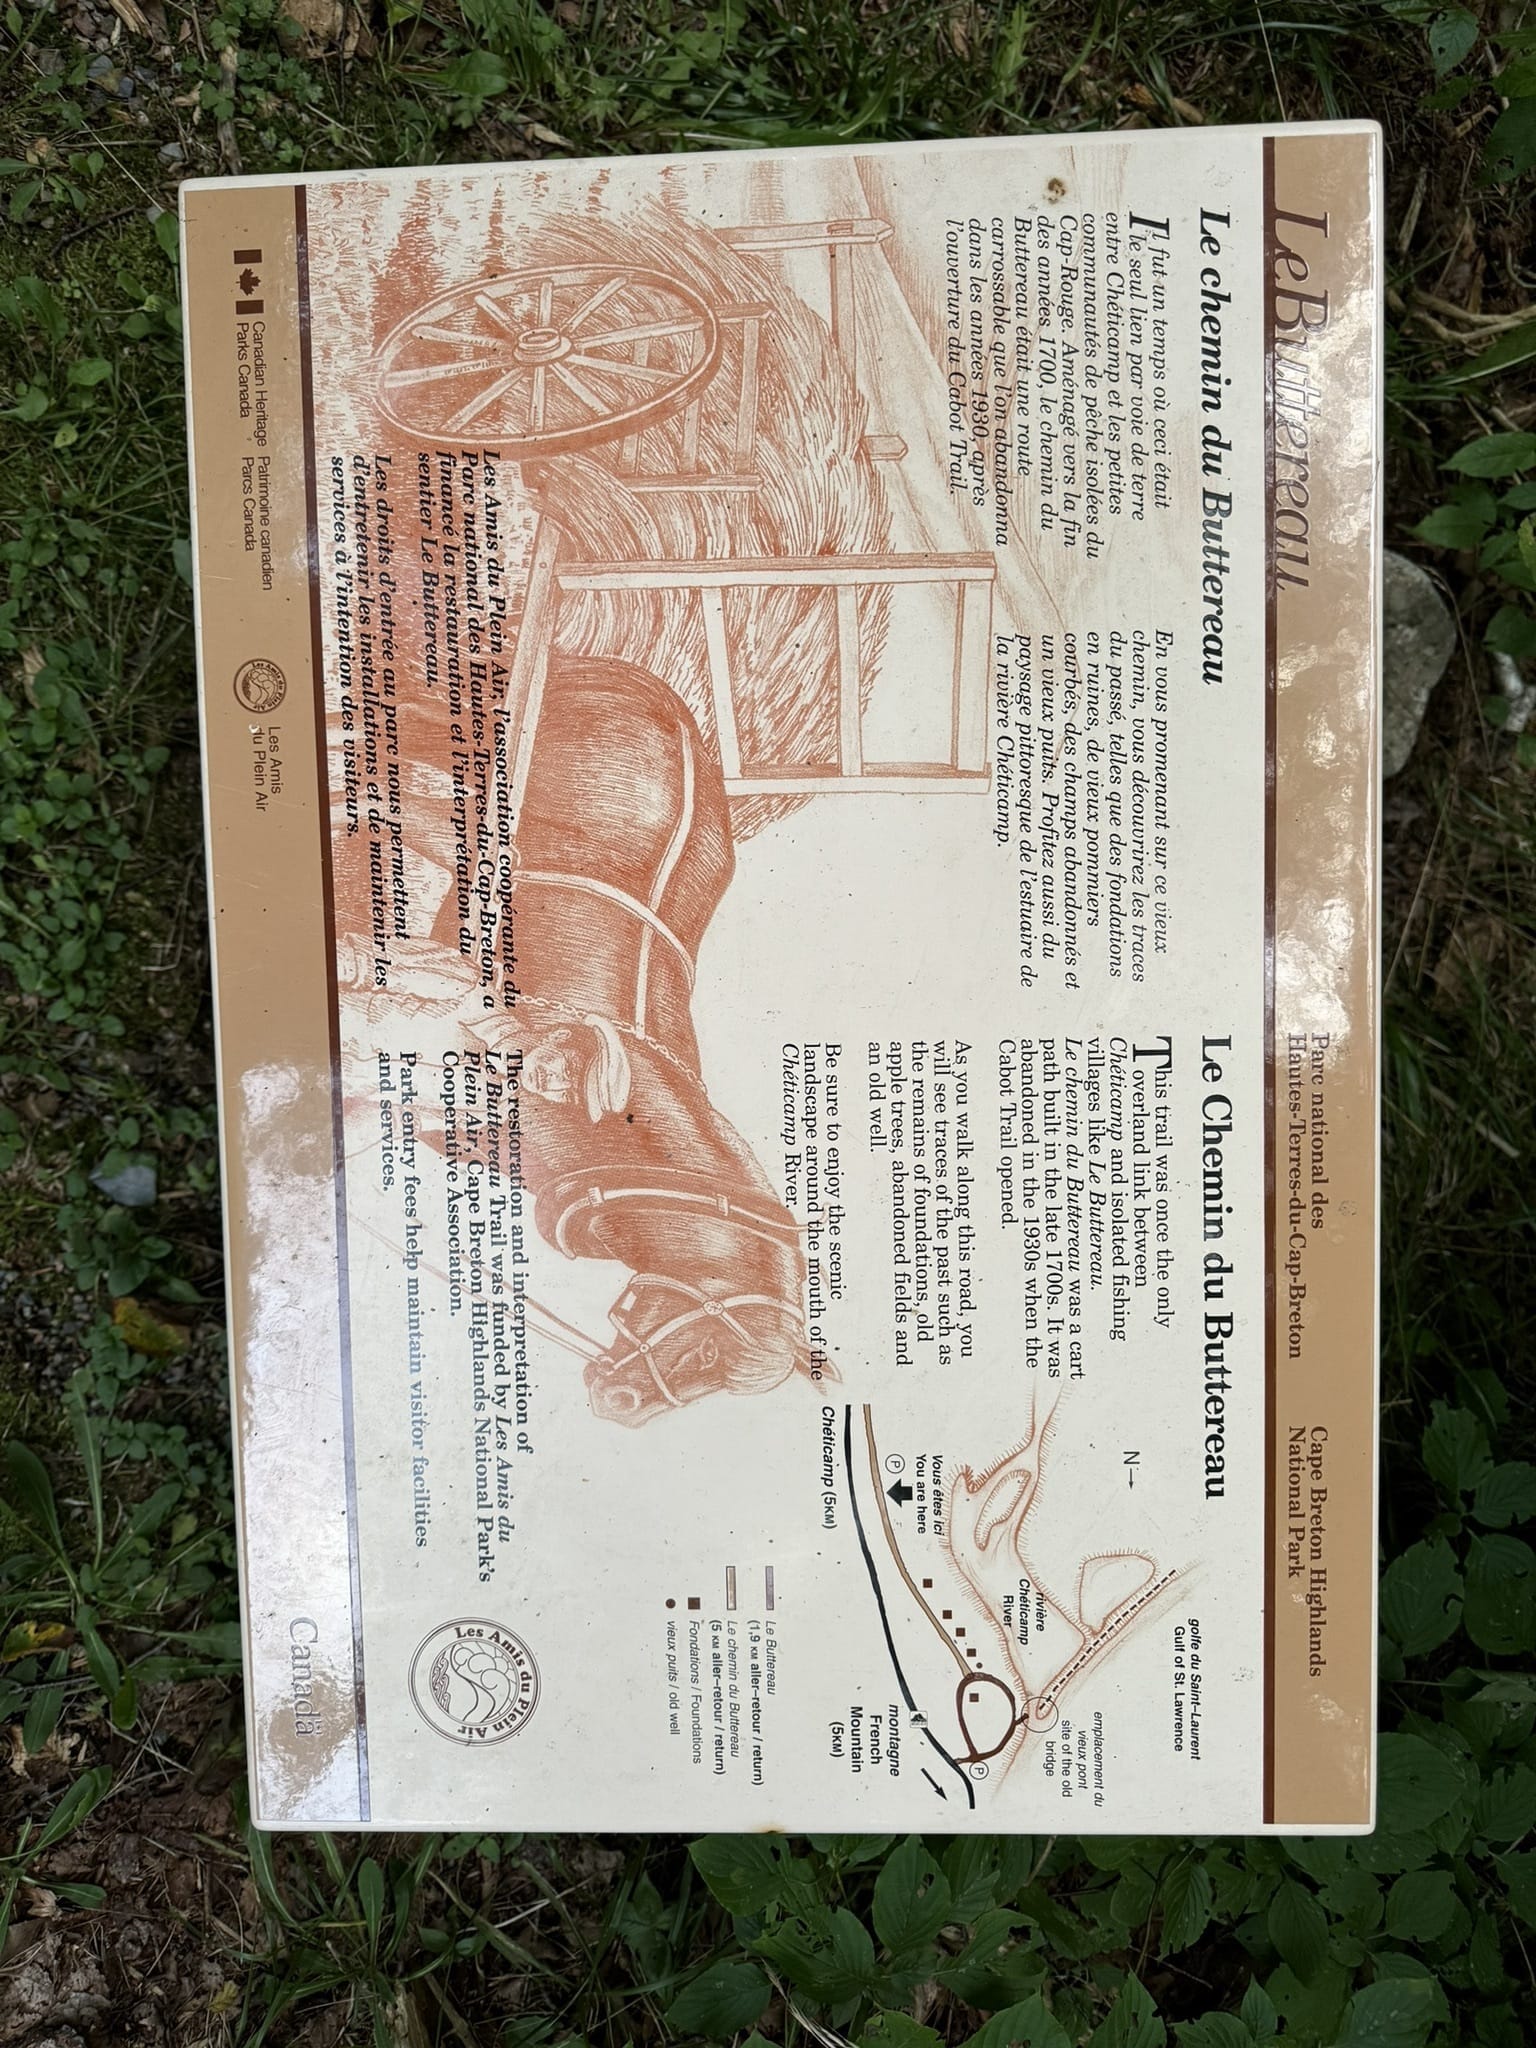 Le Buttereau
Parc national des
Hautes-Terres-du-Cap-Breton
Cape Breton Highlands
National Park
Le chemin du Buttereau
Il fut un temps où ceci était
le seul lien par voie de terre
entre Chéticamp et les petites
communautés de pêche isolées du
Cap-Rouge. Aménagé vers la fin
des années 1700, le chemin du
Buttereau était une route
carrossable que l'on abandonna
dans les années 1930, après
l'ouverture du Cabot Trail.
En vous promenant sur ce vieux
chemin, vous découvrirez les traces
du passé, telles que des fondations
en ruines, de vieux pommiers
courbés, des champs abandonnés et
un vieux puits. Profitez aussi du
paysage pittoresque de l'estuaire de
la rivière Chéticamp.
Les Amis du Plein Air, l'association coopérante du
Parc national des Hautes-Terres-du-Cap-Breton, a
financé la restauration et l'interprétation du
sentier Le Buttereau.
Les droits d'entrée au parc nous permettent
d'entretenir les installations et de maintenir les
services à l'intention des visiteurs.
Le Chemin du Buttereau
This trail was once the only
overland link between
Chéticamp and isolated fishing
villages like Le Buttereau.
Le chemin du Buttereau was a cart
path built in the late 1700s. It was
abandoned in the 1930s when the
Cabot Trail opened.
As you walk along this road, you
will see traces of the past such as
the remains of foundations, old
apple trees, abandoned fields and
an old well.
Be sure to enjoy the scenic
landscape around the mouth of the
Chéticamp River.
The restoration and interpretation of
Le Buttereau Trail was funded by Les Amis du
Plein Air, Cape Breton Highlands National Park's
Cooperative Association.
Park entry fees help maintain visitor facilities
and services.
N→
golfe du Saint-Laurent
Gulf of St. Lawrence
emplacement du
vieux pont
site of the old
bridge
rivière
Chéticamp
River
Vous êtes ici
You are here
P
P
Chéticamp (5KM)
montagne
French
Mountain
(5KM)
Le Buttereau
(1,9 KM aller-retour / return)
Le chemin du Buttereau
(5 KM aller-retour / return)
Fondations / Foundations
vieux puits / old well
Les Amis du Plein Air
Canadian Heritage
Parks Canada
Patrimoine canadien
Parcs Canada
Les Amis du Plein Air
Les Amis
du Plein Air
Canada